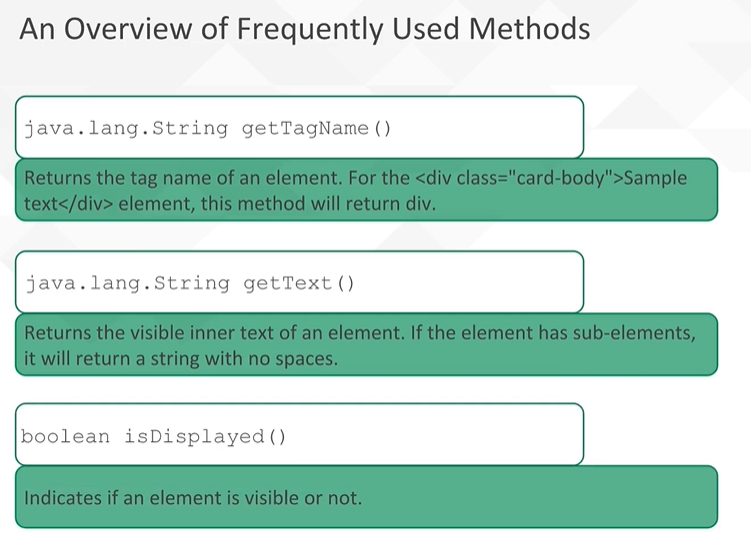 An Overview of Frequently Used Methods
java.lang.String getTagName()
Returns the tag name of an element. For the <div class="card-body">Sample
text</div> element, this method will return div.
java.lang.String getText()
Returns the visible inner text of an element. If the element has sub-elements,
it will return a string with no spaces.
boolean isDisplayed()
Indicates if an element is visible or not.